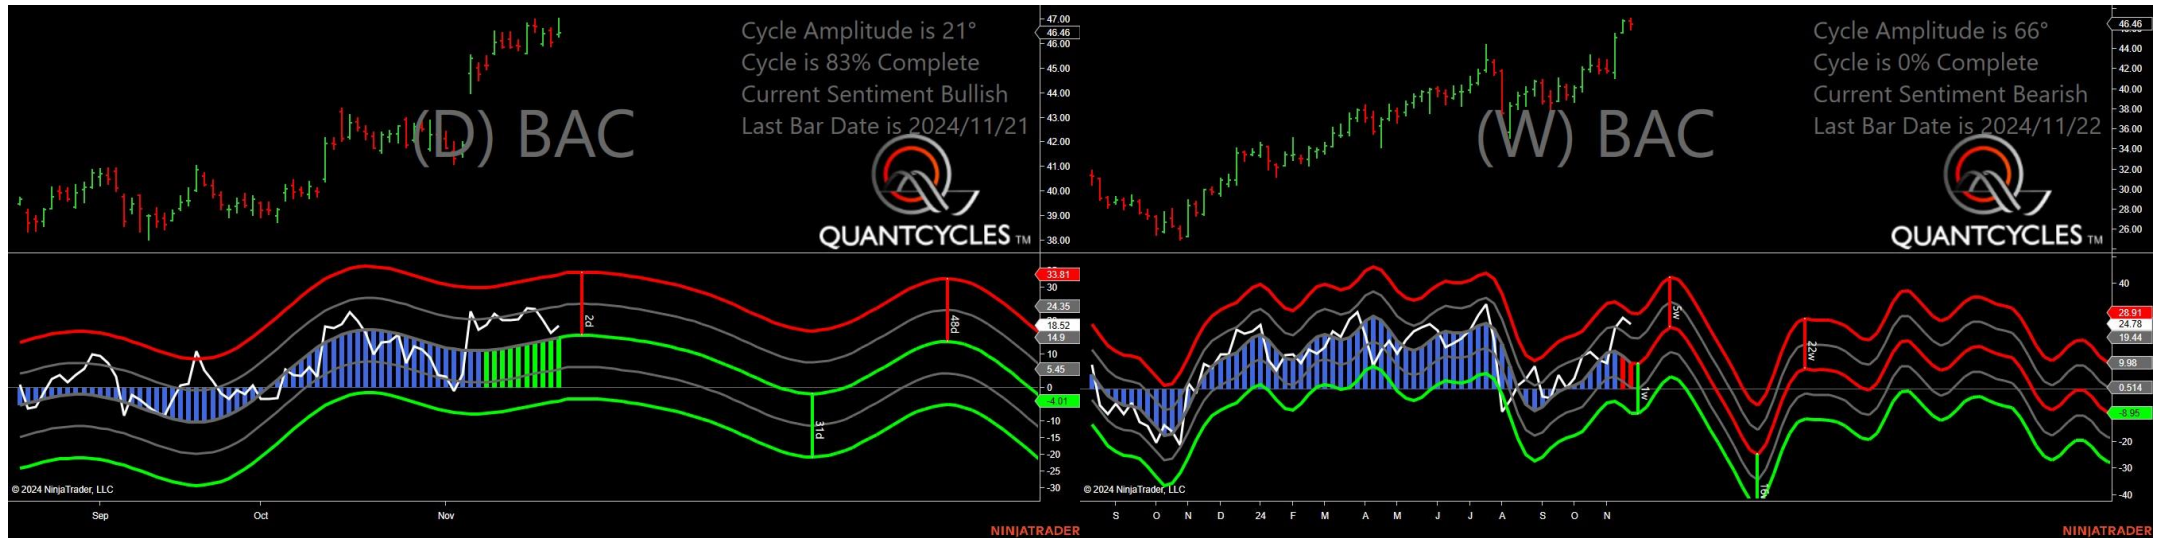 Cycle Amplitude is 21°
Cycle is 83% Complete
Current Sentiment Bullish
Last Bar Date is 2024/11/21
(D) BAC
QUANTCYCLES TM
47.00
46.46
46.00
45.00
44.00
43.00
42.00
41.00
40.00
39.00
38.00
33.81
30
24.35
18.52
14.9
10
5.45
0
-4.01
-10
-15
-20
-25
-30
2d
31d
48d
© 2024 NinjaTrader, LLC
Sep Oct Nov
NINJATRADER
Cycle Amplitude is 66°
Cycle is 0% Complete
Current Sentiment Bearish
Last Bar Date is 2024/11/22
(W) BAC
QUANTCYCLES TM
46.46
44.00
42.00
40.00
38.00
36.00
34.00
32.00
30.00
28.00
26.00
40
28.91
24.78
19.44
9.98
0.514
-8.95
-20
-30
-40
1w
5w
22w
© 2024 NinjaTrader, LLC
S O N D 24 F M A M J J A S O N
NINJATRADER